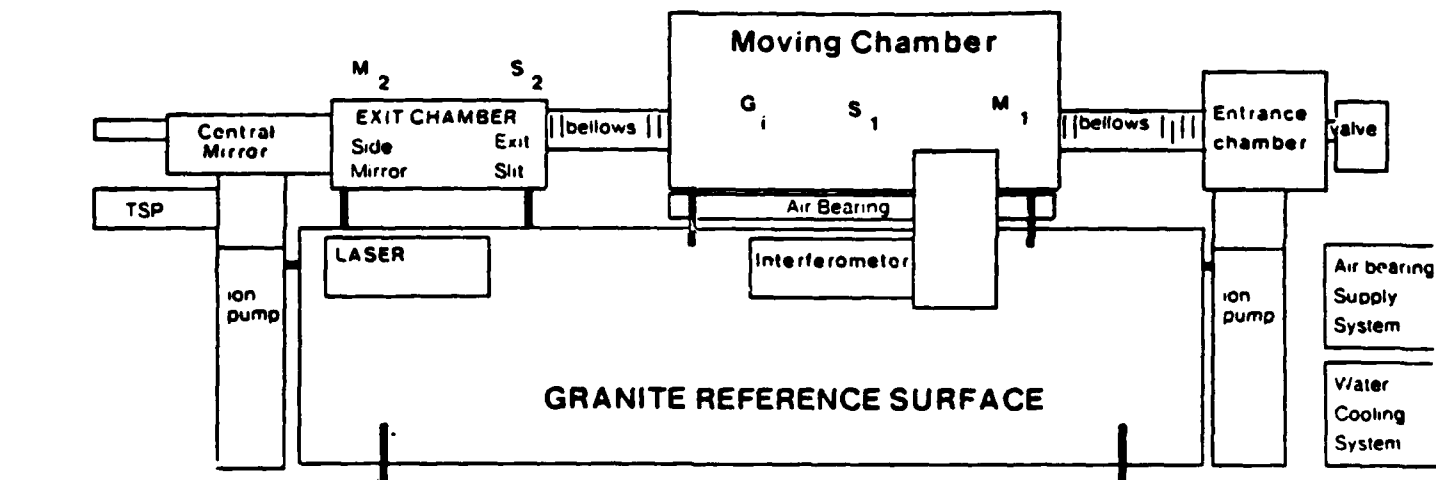 Moving Chamber
M 2
S 2
G i
S 1
M 1
EXIT CHAMBER
Side
Mirror
Exit
Slit
Central
Mirror
bellows
bellows
Entrance
chamber
valve
TSP
Air Bearing
LASER
Interferometor
ion
pump
ion
pump
Air bearing
Supply
System
GRANITE REFERENCE SURFACE
Water
Cooling
System